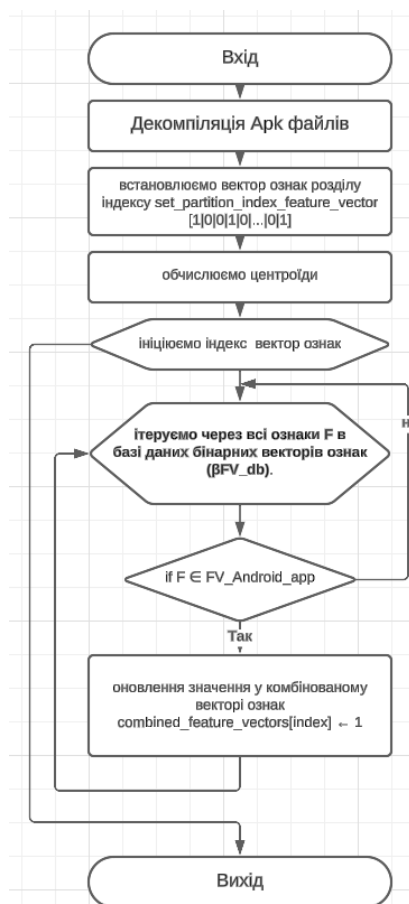 Вхід
Декомпіляція Apk файлів
встановлюємо вектор ознак розділу
індексу set_partition_index_feature_vector
[1|0|0|1|0|...|0|1]
обчислюємо центроїди
ініціюємо індекс вектор ознак
н
ітеруємо через всі ознаки F в
базі даних бінарних векторів ознак
(βFV_db).
if F ∈ FV_Android_app
Так
оновлення значення у комбінованому
векторі ознак
combined_feature_vectors[index] ← 1
Вихід